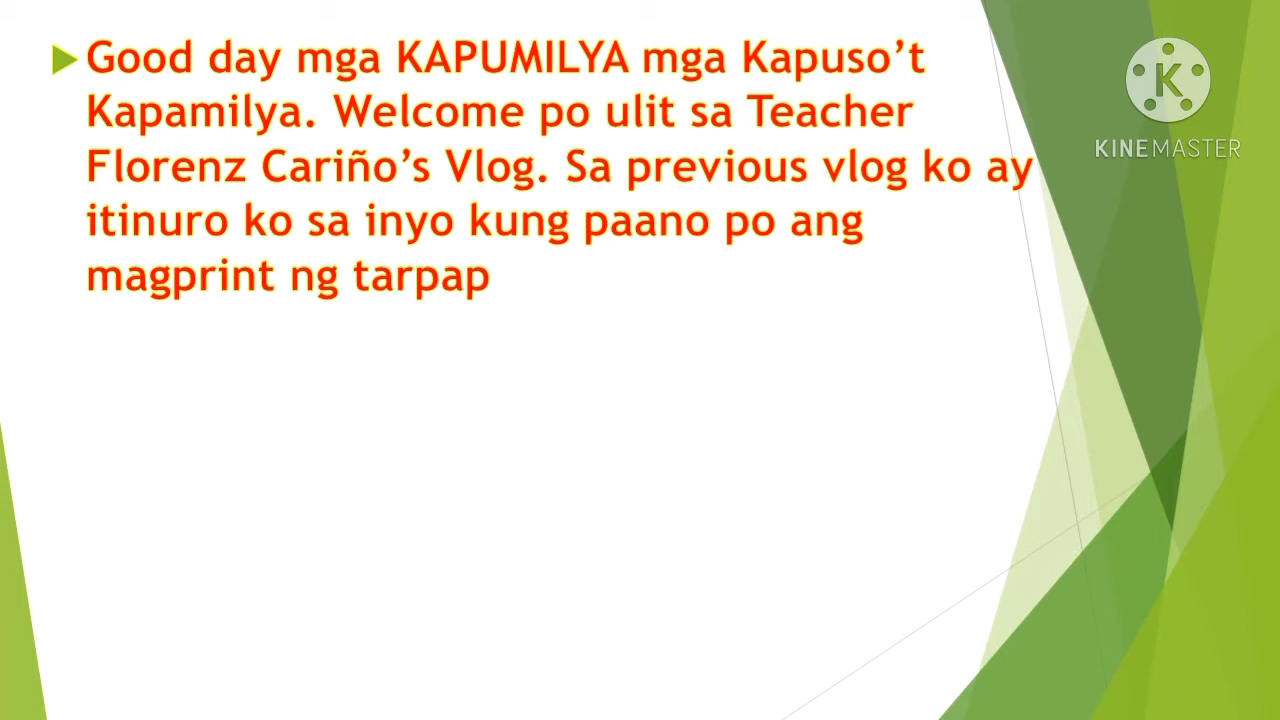 Good day mga KAPUMILYA mga Kapuso’t
Kapamilya. Welcome po ulit sa Teacher
Florenz Cariño’s Vlog. Sa previous vlog ko ay
itinuro ko sa inyo kung paano po ang
magprint ng tarpap
K
KINEMASTER